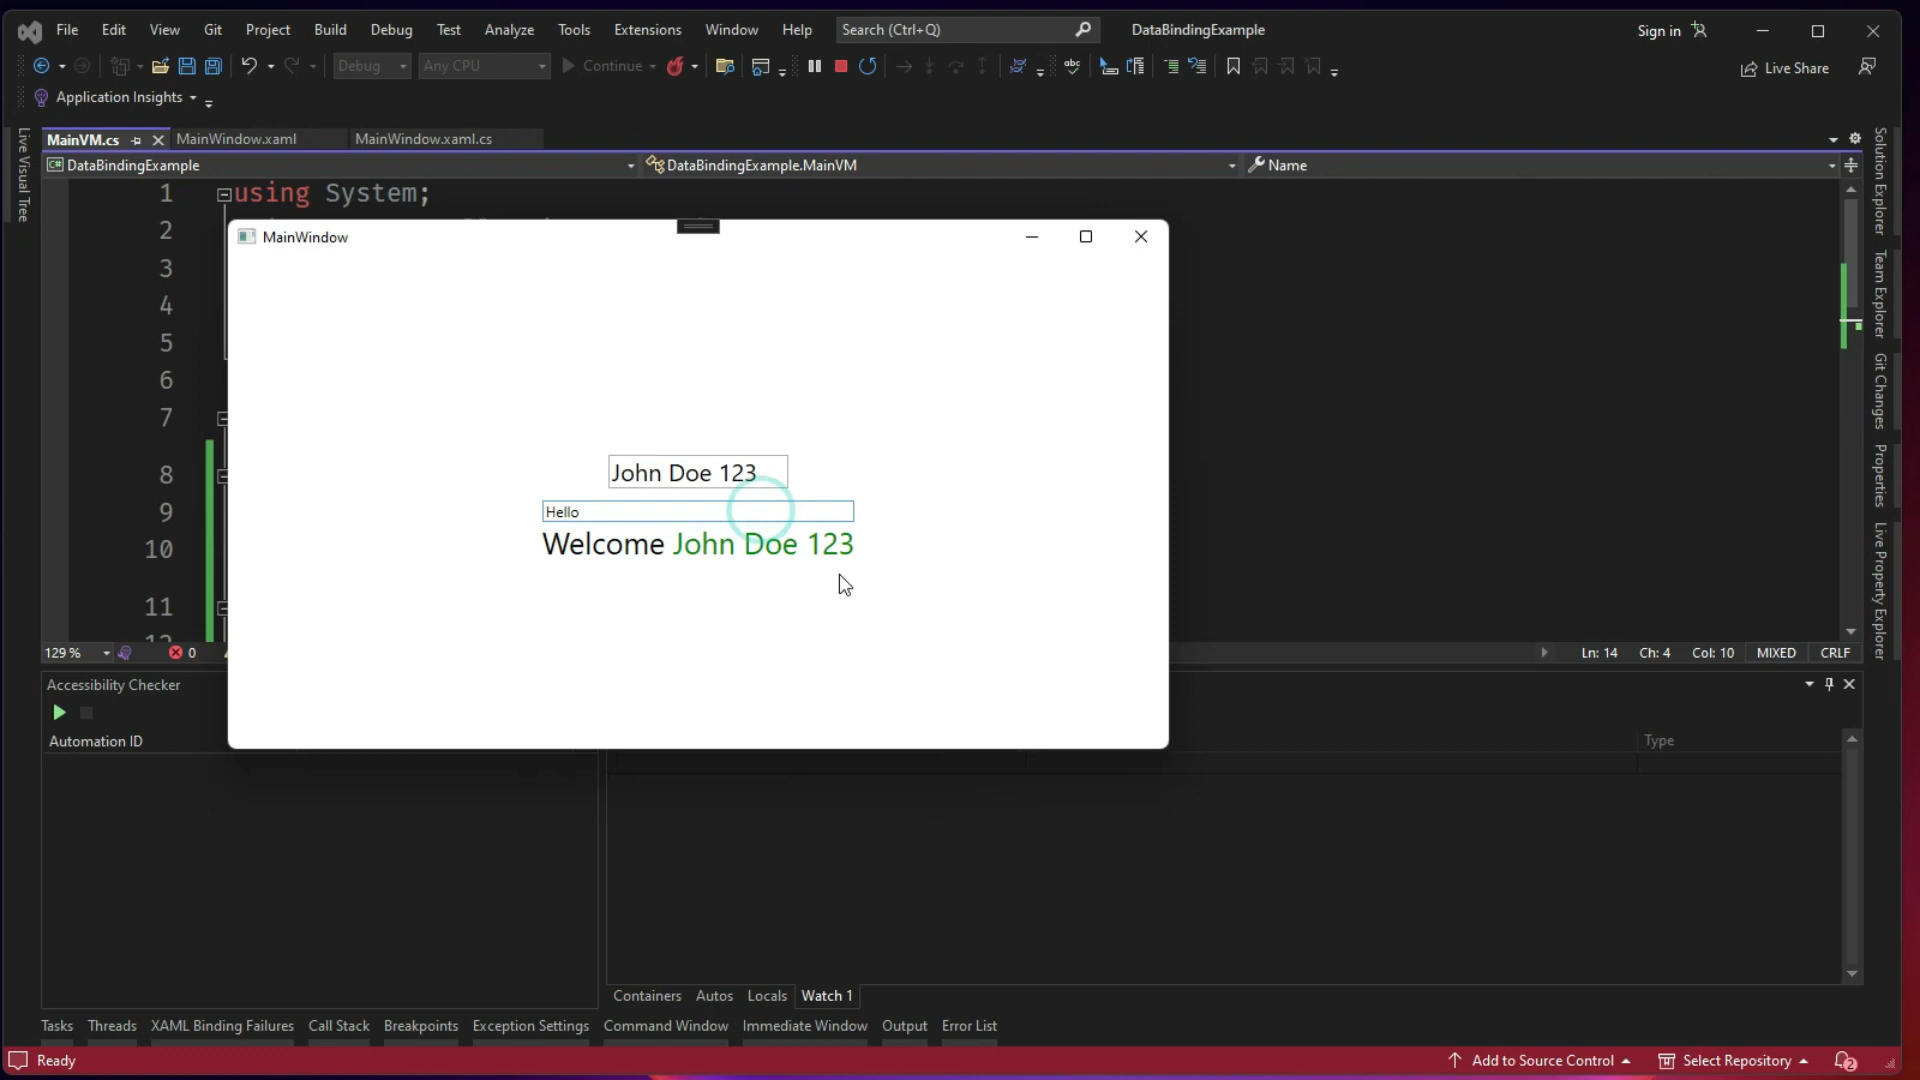 File Edit View Git Project Build Debug Test Analyze Tools Extensions Window Help Search (Ctrl+Q) DataBindingExample Sign in
Debug Any CPU Continue Live Share
Application Insights
MainVM.cs MainWindow.xaml MainWindow.xaml.cs
DataBindingExample DataBindingExample.MainVM Name
1 using System;
2
3
4
5
6
7
8
9
10
11
MainWindow
John Doe 123
Hello
Welcome John Doe 123
129 % 0 Ln: 14 Ch: 4 Col: 10 MIXED CRLF
Accessibility Checker
Automation ID
Type
Containers Autos Locals Watch 1
Tasks Threads XAML Binding Failures Call Stack Breakpoints Exception Settings Command Window Immediate Window Output Error List
Ready Add to Source Control Select Repository 2
Live Visual Tree
Solution Explorer
Team Explorer
Git Changes
Properties
Live Property Explorer